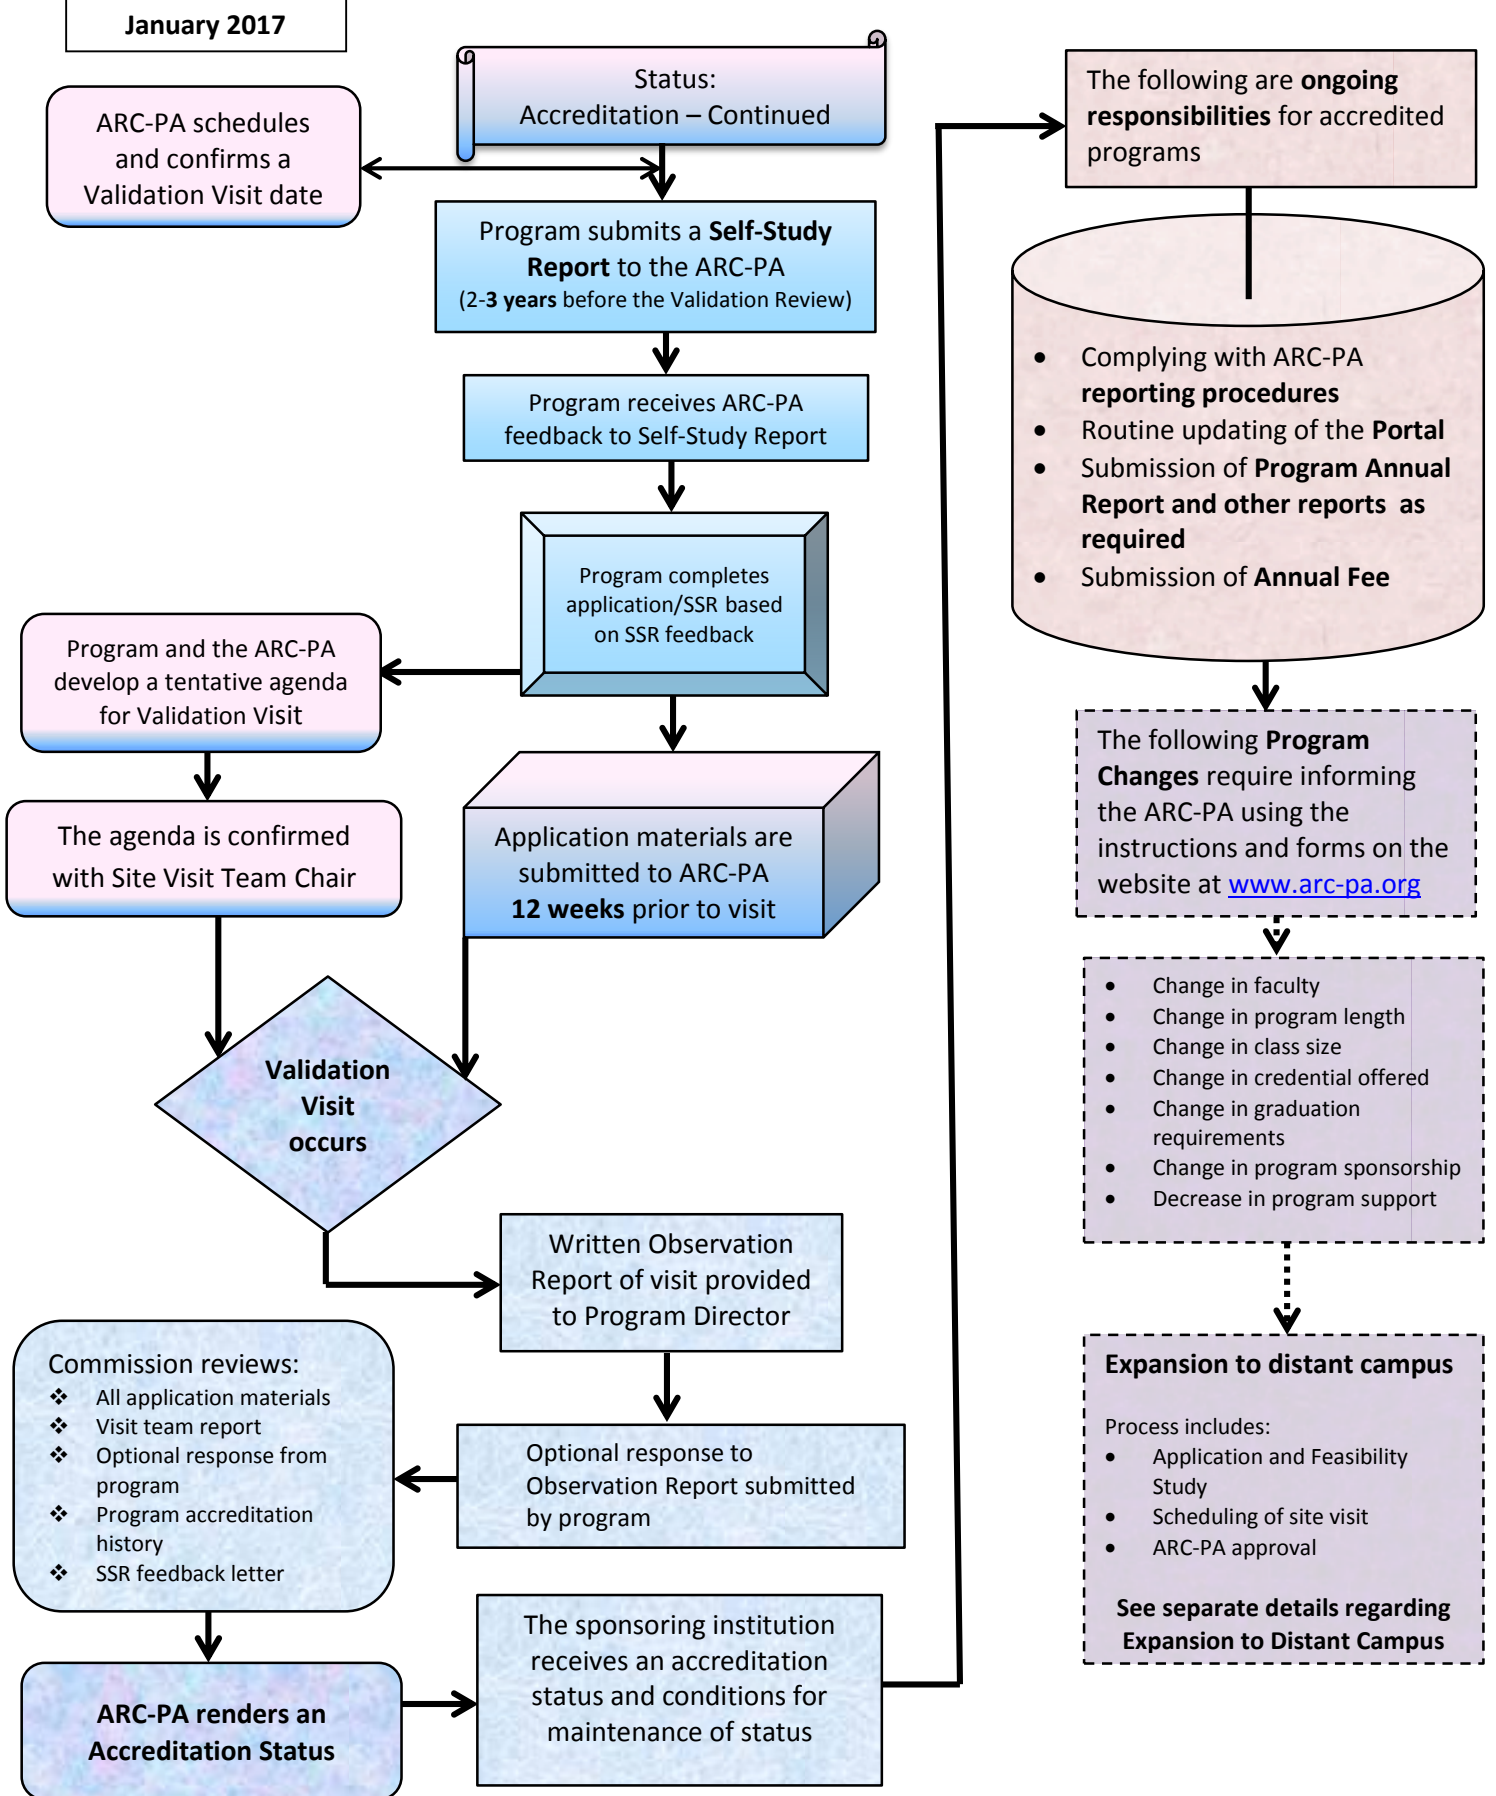 January 2017
Status:
Accreditation – Continued
ARC-PA schedules
and confirms a
Validation Visit date
Program submits a Self-Study
Report to the ARC-PA
(2-3 years before the Validation Review)
Program receives ARC-PA
feedback to Self-Study Report
Program completes
application/SSR based
on SSR feedback
Program and the ARC-PA
develop a tentative agenda
for Validation Visit
The agenda is confirmed
with Site Visit Team Chair
Application materials are
submitted to ARC-PA
12 weeks prior to visit
Validation
Visit
occurs
Written Observation
Report of visit provided
to Program Director
Optional response to
Observation Report submitted
by program
Commission reviews:
❖ All application materials
❖ Visit team report
❖ Optional response from
program
❖ Program accreditation
history
❖ SSR feedback letter
ARC-PA renders an
Accreditation Status
The sponsoring institution
receives an accreditation
status and conditions for
maintenance of status
The following are ongoing
responsibilities for accredited
programs
• Complying with ARC-PA
reporting procedures
• Routine updating of the Portal
• Submission of Program Annual
Report and other reports as
required
• Submission of Annual Fee
The following Program
Changes require informing
the ARC-PA using the
instructions and forms on the
website at www.arc-pa.org
• Change in faculty
• Change in program length
• Change in class size
• Change in credential offered
• Change in graduation
requirements
• Change in program sponsorship
• Decrease in program support
Expansion to distant campus
Process includes:
• Application and Feasibility
Study
• Scheduling of site visit
• ARC-PA approval
See separate details regarding
Expansion to Distant Campus